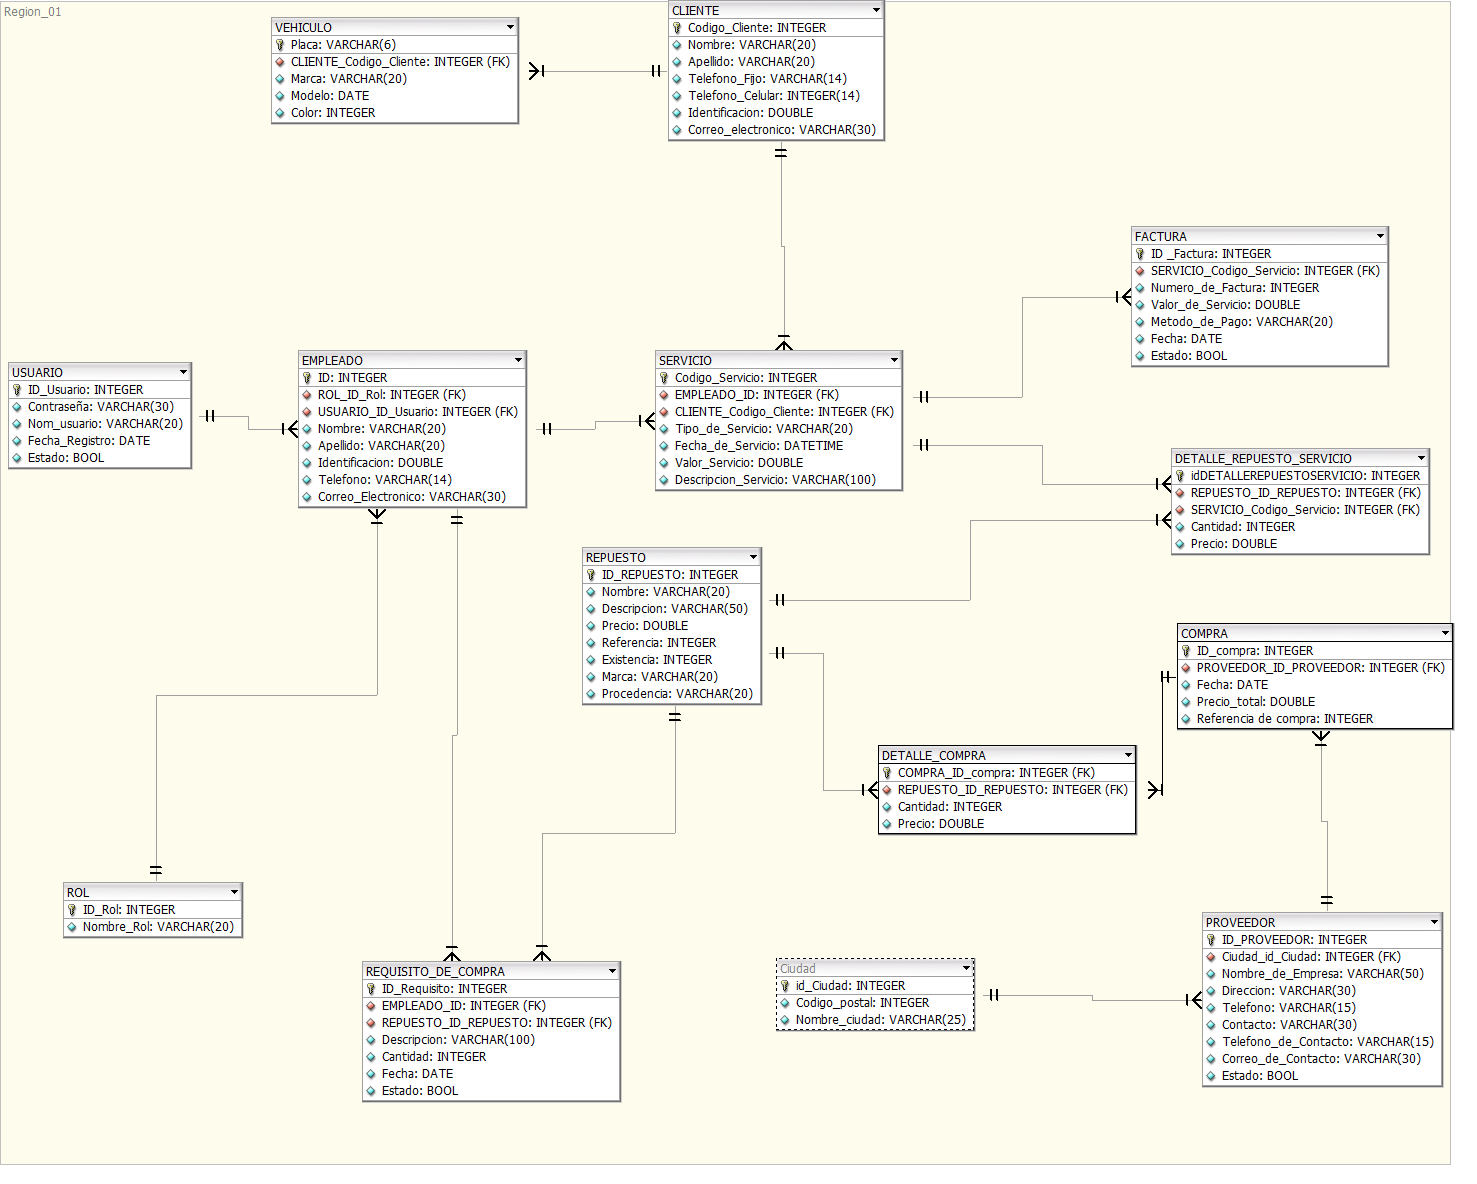 Region_01
VEHICULO
Placa: VARCHAR(6)
CLIENTE_Codigo_Cliente: INTEGER (FK)
Marca: VARCHAR(20)
Modelo: DATE
Color: INTEGER
CLIENTE
Codigo_Cliente: INTEGER
Nombre: VARCHAR(20)
Apellido: VARCHAR(20)
Telefono_Fijo: VARCHAR(14)
Telefono_Celular: INTEGER(14)
Identificacion: DOUBLE
Correo_electronico: VARCHAR(30)
FACTURA
ID _Factura: INTEGER
SERVICIO_Codigo_Servicio: INTEGER (FK)
Numero_de_Factura: INTEGER
Valor_de_Servicio: DOUBLE
Metodo_de_Pago: VARCHAR(20)
Fecha: DATE
Estado: BOOL
USUARIO
ID_Usuario: INTEGER
Contraseña: VARCHAR(30)
Nom_usuario: VARCHAR(20)
Fecha_Registro: DATE
Estado: BOOL
EMPLEADO
ID: INTEGER
ROL_ID_Rol: INTEGER (FK)
USUARIO_ID_Usuario: INTEGER (FK)
Nombre: VARCHAR(20)
Apellido: VARCHAR(20)
Identificacion: DOUBLE
Telefono: VARCHAR(14)
Correo_Electronico: VARCHAR(30)
SERVICIO
Codigo_Servicio: INTEGER
EMPLEADO_ID: INTEGER (FK)
CLIENTE_Codigo_Cliente: INTEGER (FK)
Tipo_de_Servicio: VARCHAR(20)
Fecha_de_Servicio: DATETIME
Valor_Servicio: DOUBLE
Descripcion_Servicio: VARCHAR(100)
DETALLE_REPUESTO_SERVICIO
idDETALLEREPUESTOSERVICIO: INTEGER
REPUESTO_ID_REPUESTO: INTEGER (FK)
SERVICIO_Codigo_Servicio: INTEGER (FK)
Cantidad: INTEGER
Precio: DOUBLE
REPUESTO
ID_REPUESTO: INTEGER
Nombre: VARCHAR(20)
Descripcion: VARCHAR(50)
Precio: DOUBLE
Referencia: INTEGER
Existencia: INTEGER
Marca: VARCHAR(20)
Procedencia: VARCHAR(20)
COMPRA
ID_compra: INTEGER
PROVEEDOR_ID_PROVEEDOR: INTEGER (FK)
Fecha: DATE
Precio_total: DOUBLE
Referencia de compra: INTEGER
DETALLE_COMPRA
COMPRA_ID_compra: INTEGER (FK)
REPUESTO_ID_REPUESTO: INTEGER (FK)
Cantidad: INTEGER
Precio: DOUBLE
ROL
ID_Rol: INTEGER
Nombre_Rol: VARCHAR(20)
REQUISITO_DE_COMPRA
ID_Requisito: INTEGER
EMPLEADO_ID: INTEGER (FK)
REPUESTO_ID_REPUESTO: INTEGER (FK)
Descripcion: VARCHAR(100)
Cantidad: INTEGER
Fecha: DATE
Estado: BOOL
Ciudad
id_Ciudad: INTEGER
Codigo_postal: INTEGER
Nombre_ciudad: VARCHAR(25)
PROVEEDOR
ID_PROVEEDOR: INTEGER
Ciudad_id_Ciudad: INTEGER (FK)
Nombre_de_Empresa: VARCHAR(50)
Direccion: VARCHAR(30)
Telefono: VARCHAR(15)
Contacto: VARCHAR(30)
Telefono_de_Contacto: VARCHAR(15)
Correo_de_Contacto: VARCHAR(30)
Estado: BOOL